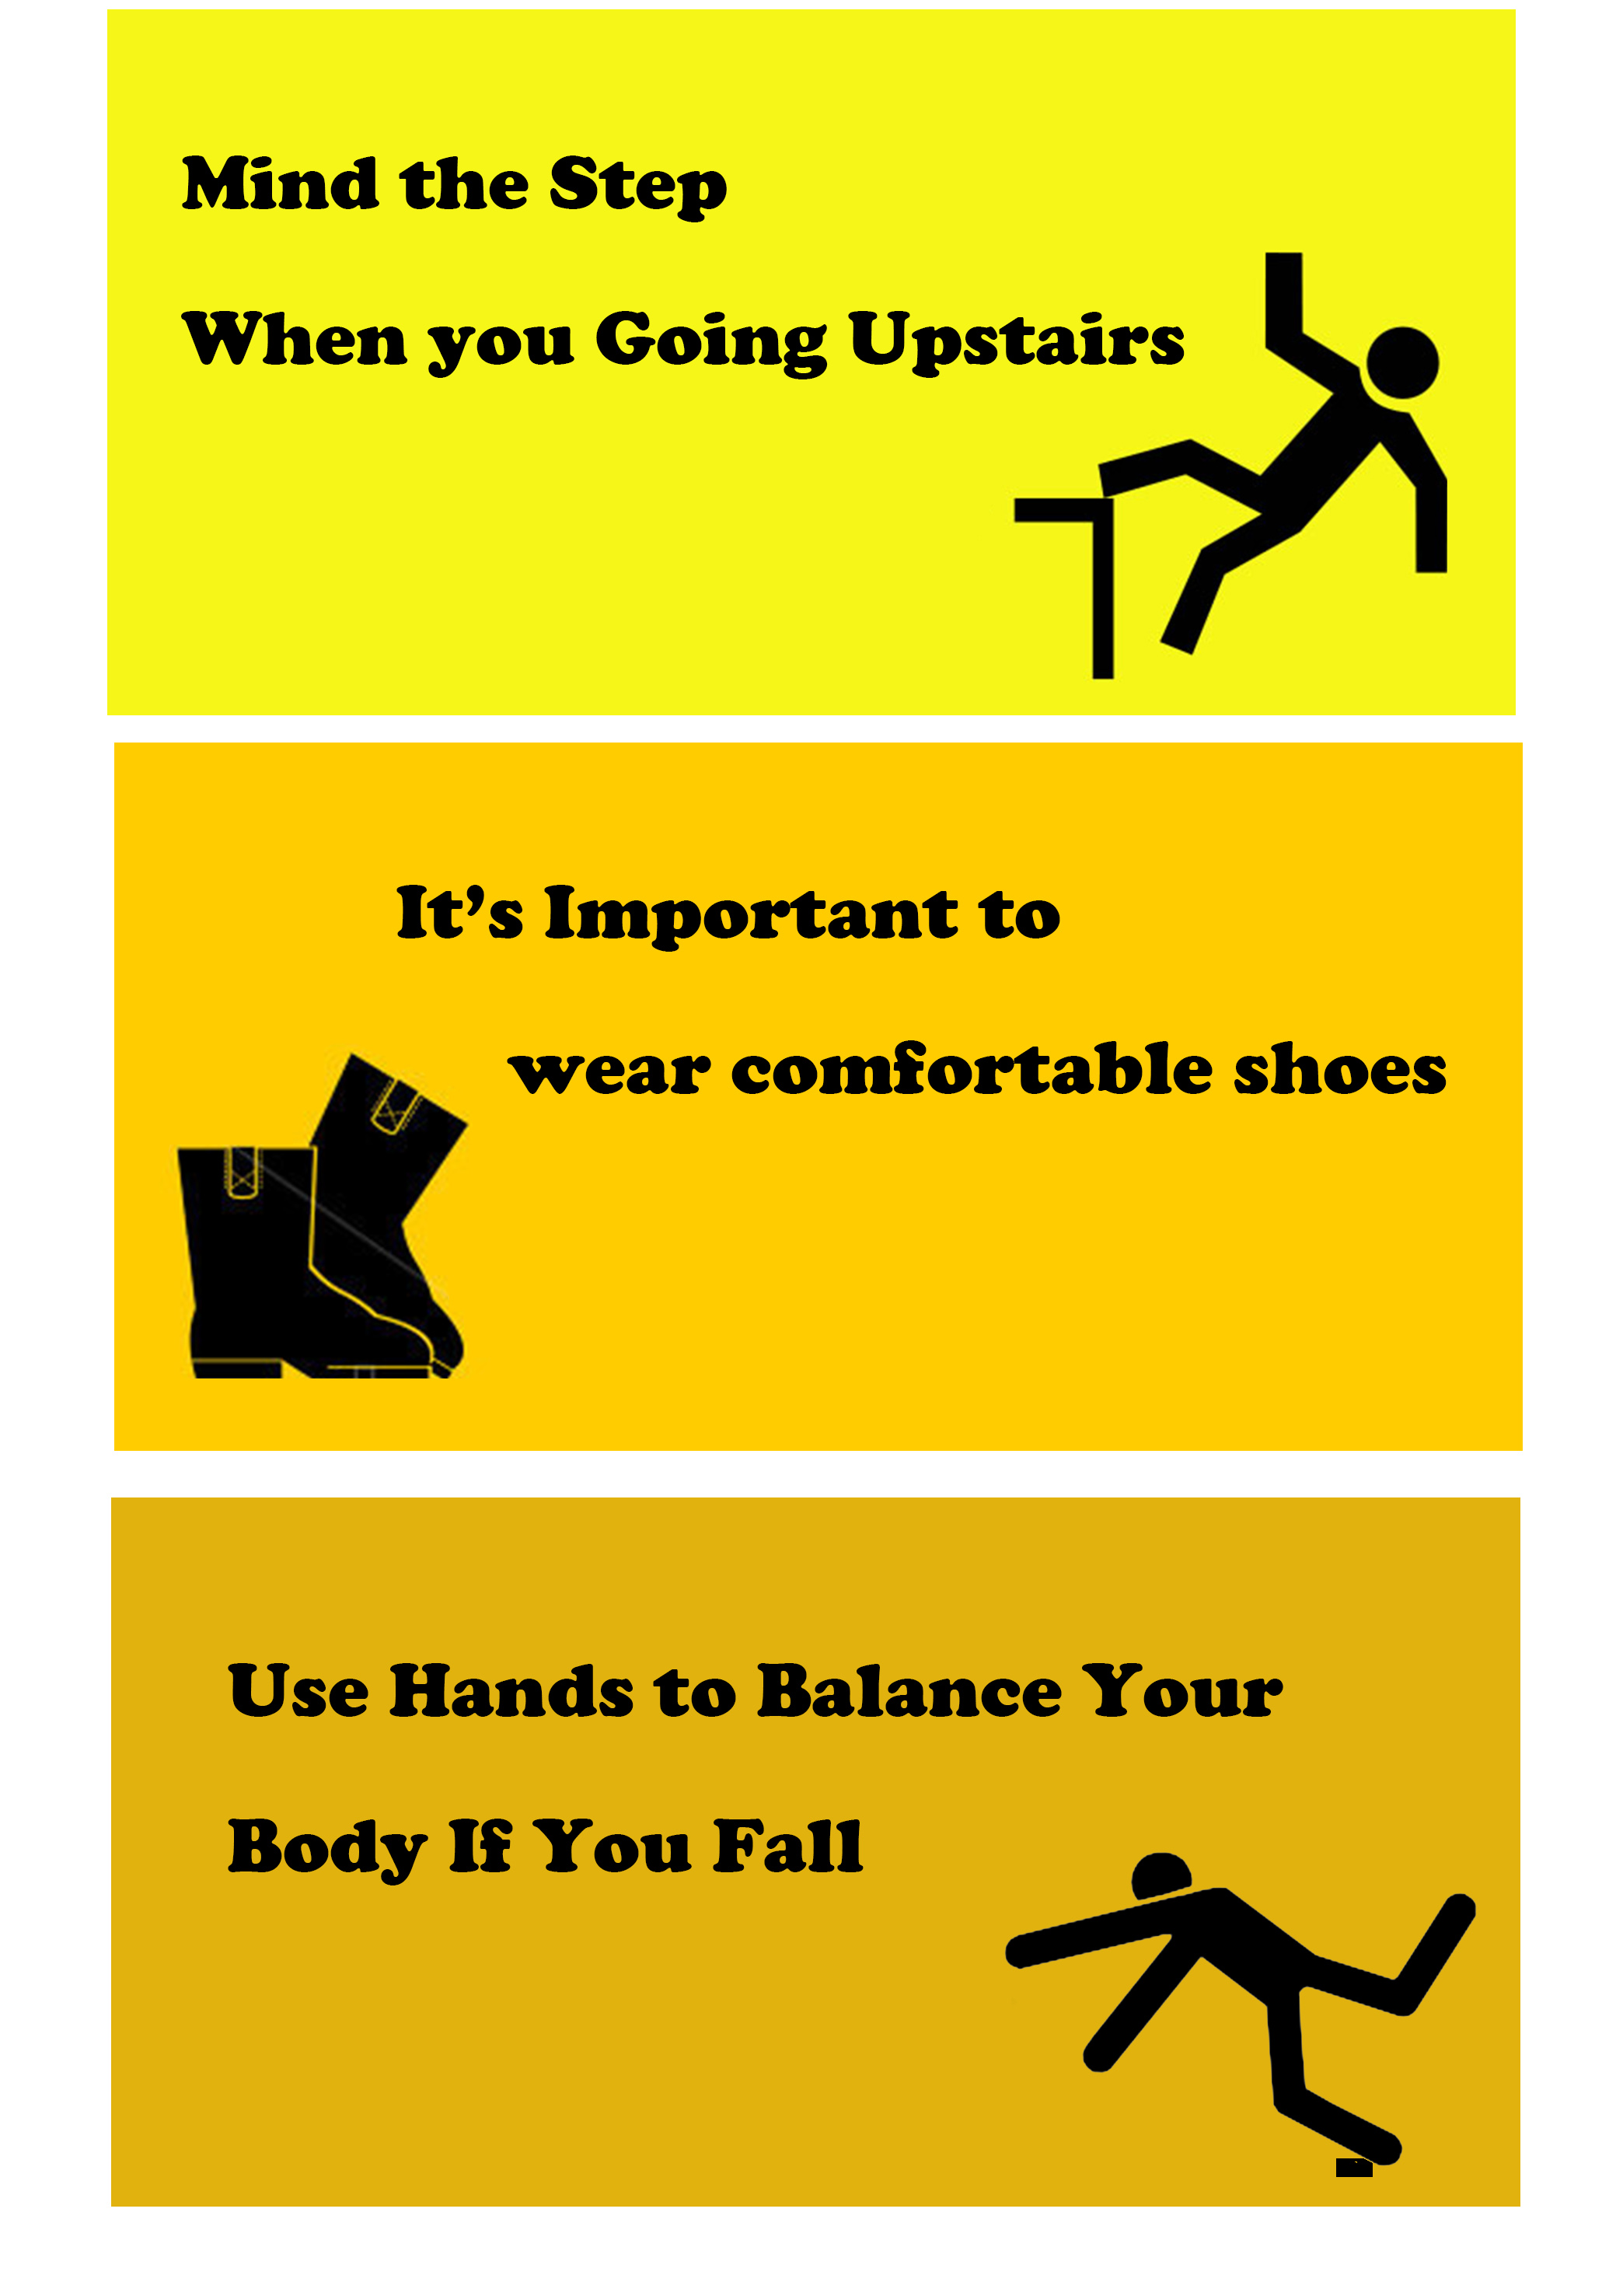 Mind the Step
When you Going Upstairs
It’s Important to
wear comfortable shoes
Use Hands to Balance Your
Body If You Fall